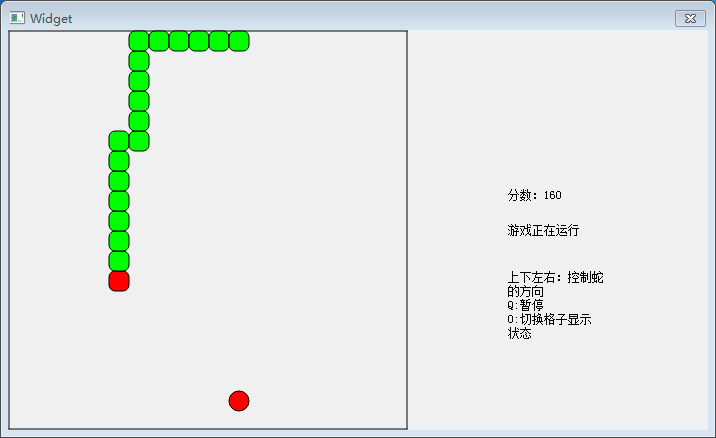 Widget
分数：160
游戏正在运行
上下左右：控制蛇
的方向
Q:暂停
O:切换格子显示
状态